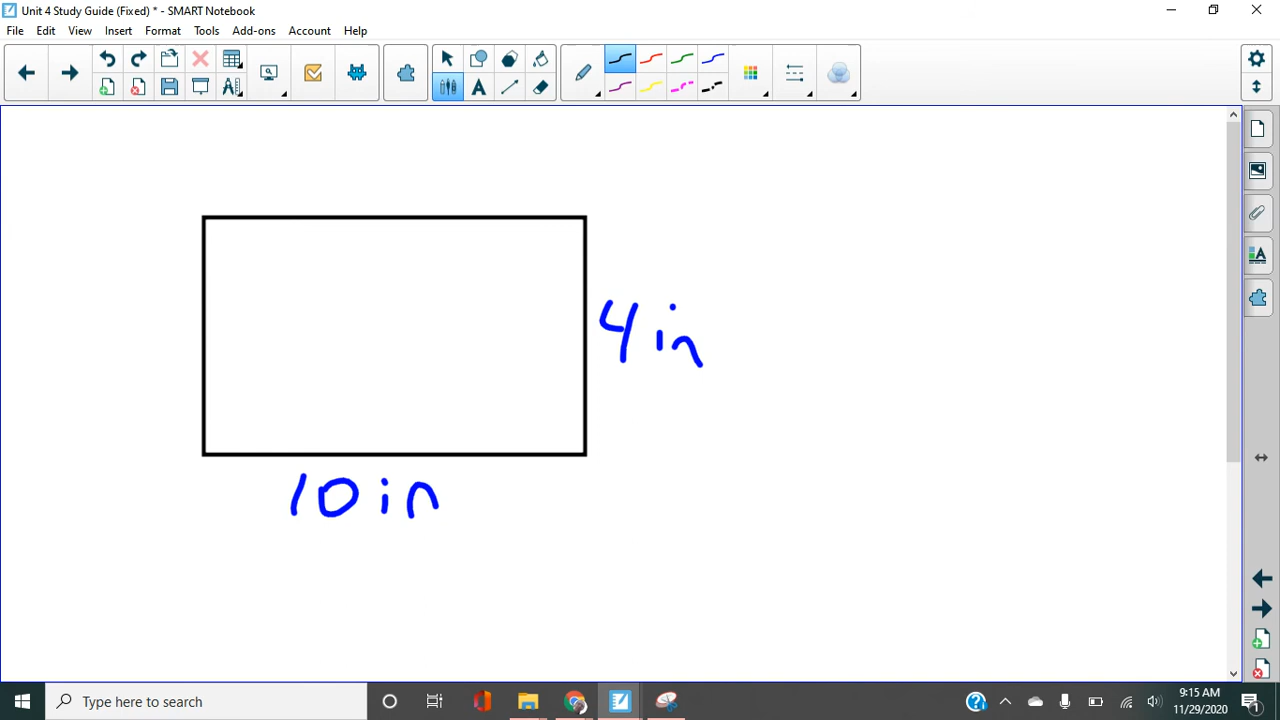 Unit 4 Study Guide (Fixed) * - SMART Notebook
File Edit View Insert Format Tools Add-ons Account Help
4 in
10 in
Type here to search
9:15 AM
11/29/2020
1